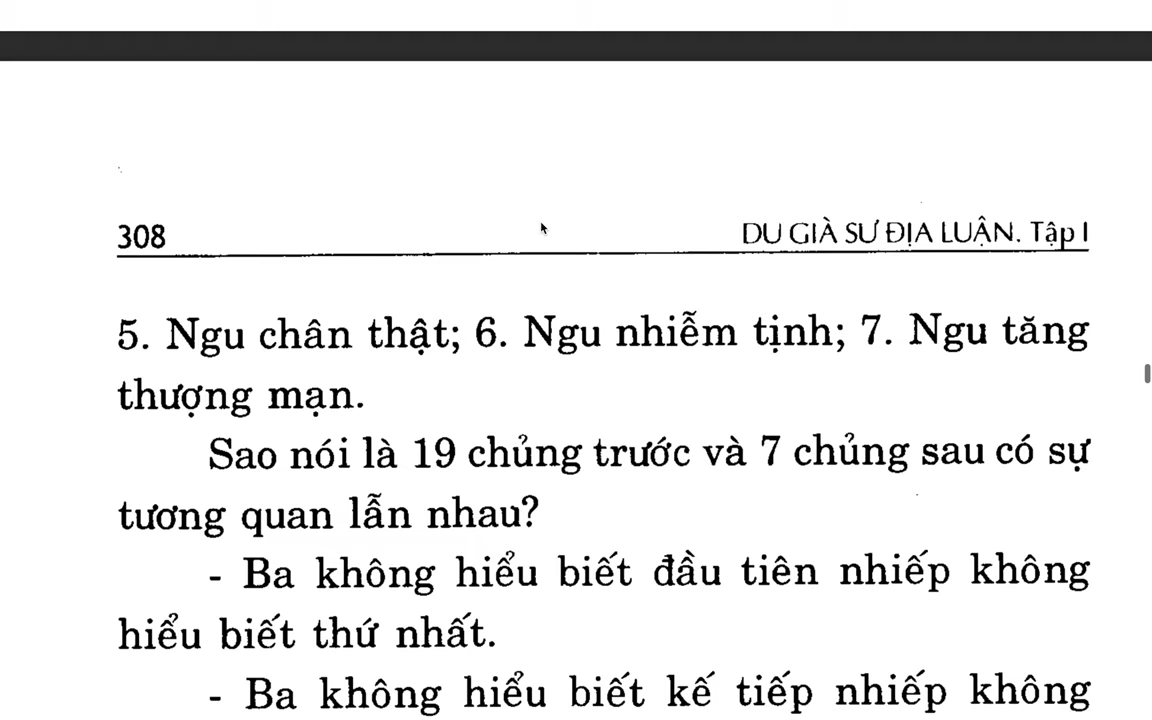 308
DU GIÀ SƯ ĐỊA LUẬN. Tập I
5. Ngu chân thật; 6. Ngu nhiễm tịnh; 7. Ngu tăng
thượng mạn.
Sao nói là 19 chủng trước và 7 chủng sau có sự
tương quan lẫn nhau?
- Ba không hiểu biết đầu tiên nhiếp không
hiểu biết thứ nhất.
- Ba không hiểu biết kế tiếp nhiếp không